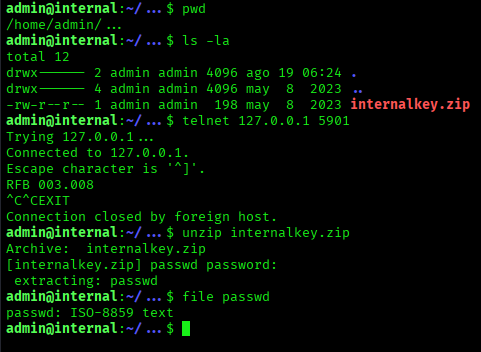 admin@internal:~/...$ pwd
/home/admin/...
admin@internal:~/...$ ls -la
total 12
drwx------ 2 admin admin 4096 ago 19 06:24 .
drwx------ 4 admin admin 4096 may  8  2023 ..
-rw-r--r-- 1 admin admin  198 may  8  2023 internalkey.zip
admin@internal:~/...$ telnet 127.0.0.1 5901
Trying 127.0.0.1...
Connected to 127.0.0.1.
Escape character is '^]'.
RFB 003.008
^C^CEXIT
Connection closed by foreign host.
admin@internal:~/...$ unzip internalkey.zip
Archive:  internalkey.zip
[internalkey.zip] passwd password:
 extracting: passwd
admin@internal:~/...$ file passwd
passwd: ISO-8859 text
admin@internal:~/...$